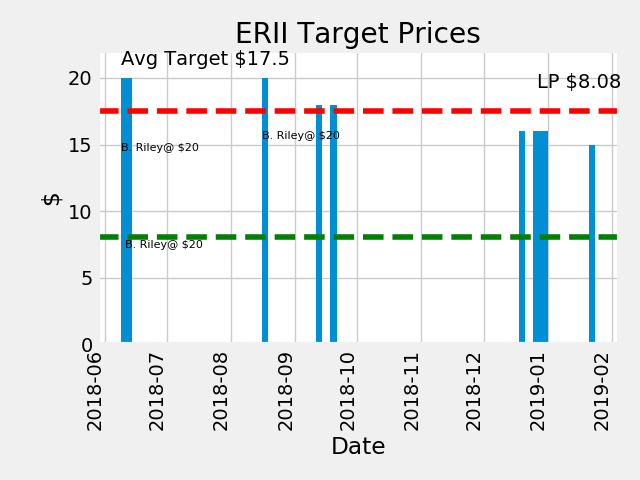 ERII Target Prices
Avg Target $17.5
LP $8.08
20
15
10
5
0
$
B. Riley@ $20
B. Riley@ $20
B. Riley@ $20
2018-06
2018-07
2018-08
2018-09
2018-10
2018-11
2018-12
2019-01
2019-02
Date